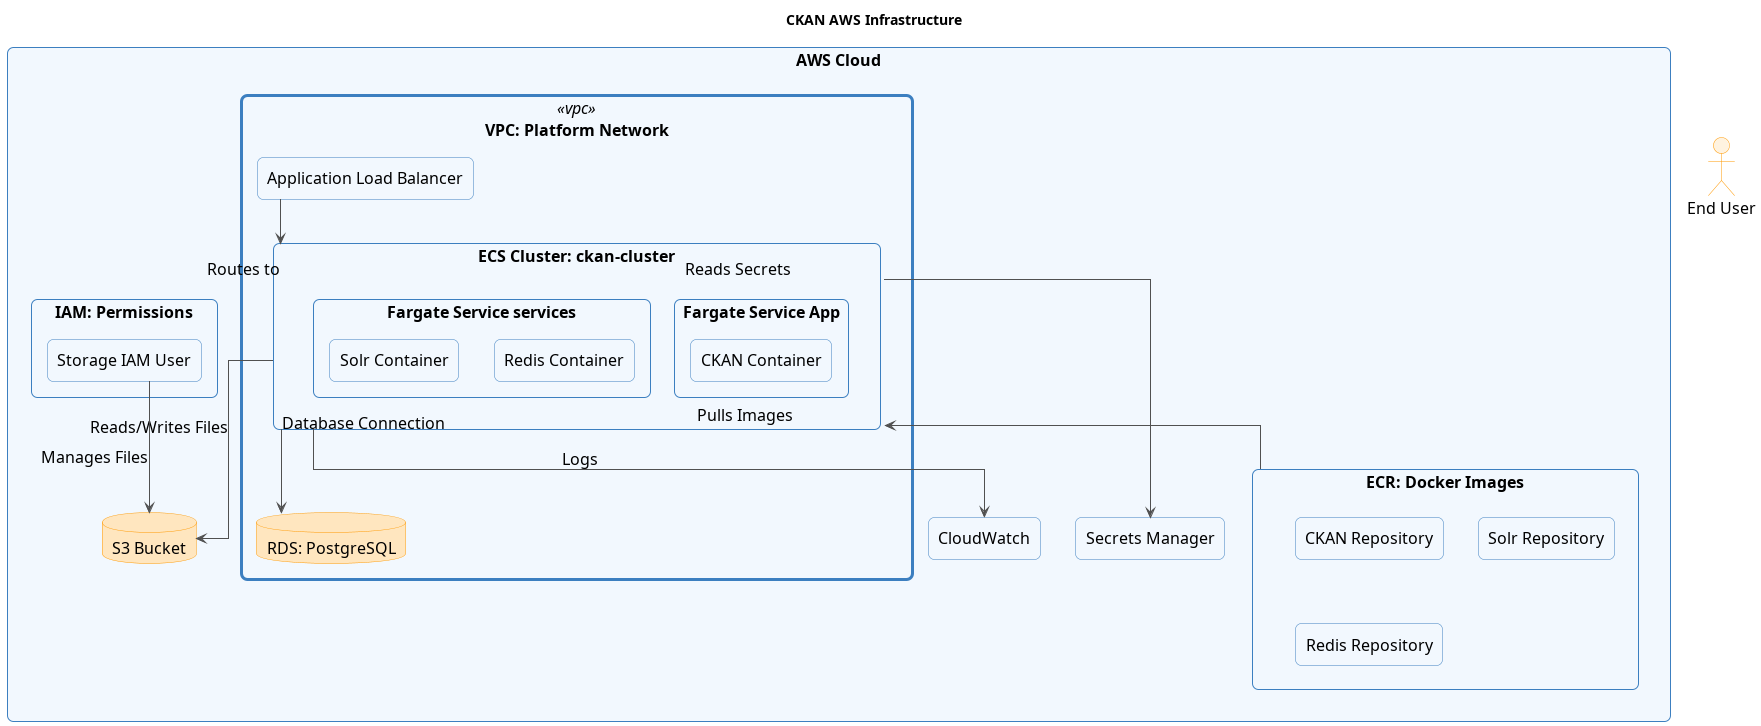 CKAN AWS Infrastructure
AWS Cloud
«vpc»
VPC: Platform Network
Application Load Balancer
End User
ECS Cluster: ckan-cluster
Routes to
Reads Secrets
IAM: Permissions
Fargate Service services
Fargate Service App
Storage IAM User
Solr Container
Redis Container
CKAN Container
Reads/Writes Files
Database Connection
Pulls Images
Manages Files
Logs
ECR: Docker Images
S3 Bucket
RDS: PostgreSQL
CloudWatch
Secrets Manager
CKAN Repository
Solr Repository
Redis Repository